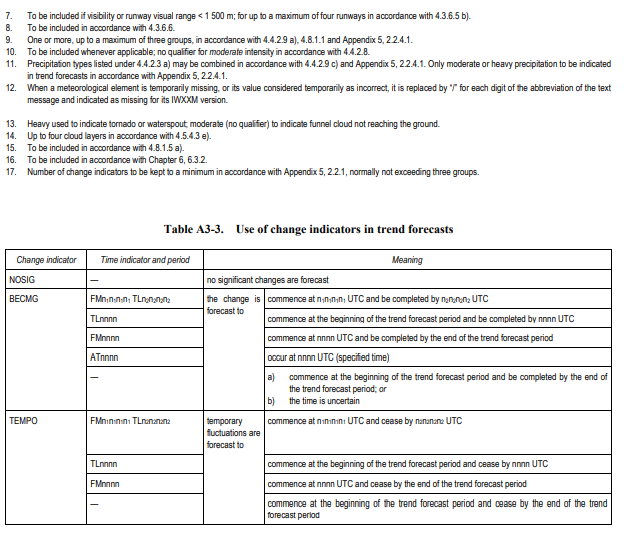 7. To be included if visibility or runway visual range < 1 500 m; for up to a maximum of four runways in accordance with 4.3.6.5 b).
8. To be included in accordance with 4.3.6.6.
9. One or more, up to a maximum of three groups, in accordance with 4.4.2.9 a), 4.8.1.1 and Appendix 5, 2.2.4.1.
10. To be included whenever applicable; no qualifier for moderate intensity in accordance with 4.4.2.8.
11. Precipitation types listed under 4.4.2.3 a) may be combined in accordance with 4.4.2.9 c) and Appendix 5, 2.2.4.1. Only moderate or heavy precipitation to be indicated
in trend forecasts in accordance with Appendix 5, 2.2.4.1.
12. When a meteorological element is temporarily missing, or its value considered temporarily as incorrect, it is replaced by "/" for each digit of the abbreviation of the text
message and indicated as missing for its IWXXM version.
13. Heavy used to indicate tornado or waterspout; moderate (no qualifier) to indicate funnel cloud not reaching the ground.
14. Up to four cloud layers in accordance with 4.5.4.3 e).
15. To be included in accordance with 4.8.1.5 a).
16. To be included in accordance with Chapter 6, 6.3.2.
17. Number of change indicators to be kept to a minimum in accordance with Appendix 5, 2.2.1, normally not exceeding three groups.
Table A3-3. Use of change indicators in trend forecasts
Change indicator Time indicator and period Meaning
NOSIG — no significant changes are forecast
BECMG FMn₁n₁n₁n₁ TLn₂n₂n₂n₂ the change is forecast to commence at n₁n₁n₁n₁ UTC and be completed by n₂n₂n₂n₂ UTC
TLnnnn commence at the beginning of the trend forecast period and be completed by nnnn UTC
FMnnnn commence at nnnn UTC and be completed by the end of the trend forecast period
ATnnnn occur at nnnn UTC (specified time)
— a) commence at the beginning of the trend forecast period and be completed by the end of
the trend forecast period; or
b) the time is uncertain
TEMPO FMn₁n₁n₁n₁ TLn₂n₂n₂n₂ temporary fluctuations are forecast to commence at n₁n₁n₁n₁ UTC and cease by n₂n₂n₂n₂ UTC
TLnnnn commence at the beginning of the trend forecast period and cease by nnnn UTC
FMnnnn commence at nnnn UTC and cease by the end of the trend forecast period
— commence at the beginning of the trend forecast period and cease by the end of the trend
forecast period